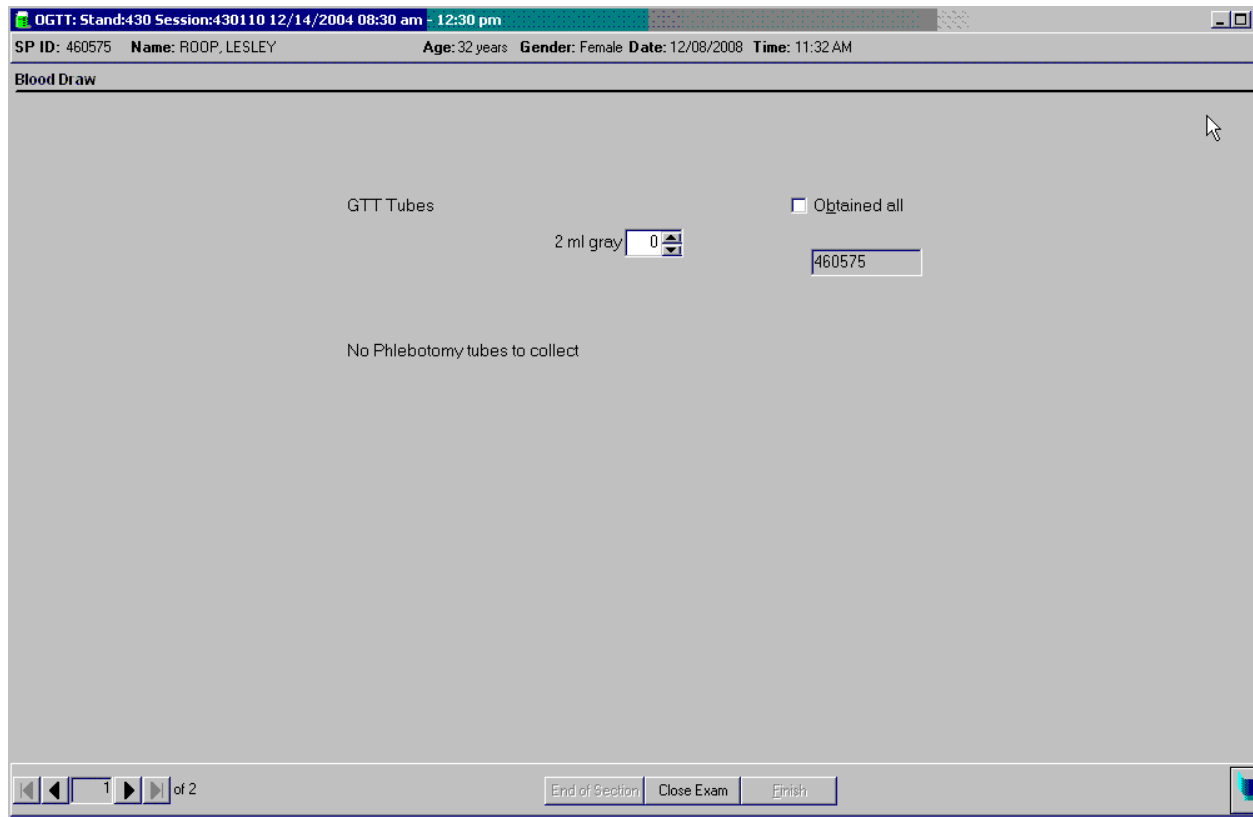 OGTT: Stand:430 Session:430110 12/14/2004 08:30 am - 12:30 pm
SP ID: 460575 Name: ROOP, LESLEY Age: 32 years Gender: Female Date: 12/08/2008 Time: 11:32 AM
Blood Draw
GTT Tubes Obtained all
2 ml gray 0
460575
No Phlebotomy tubes to collect
1 of 2 End of Section Close Exam Finish